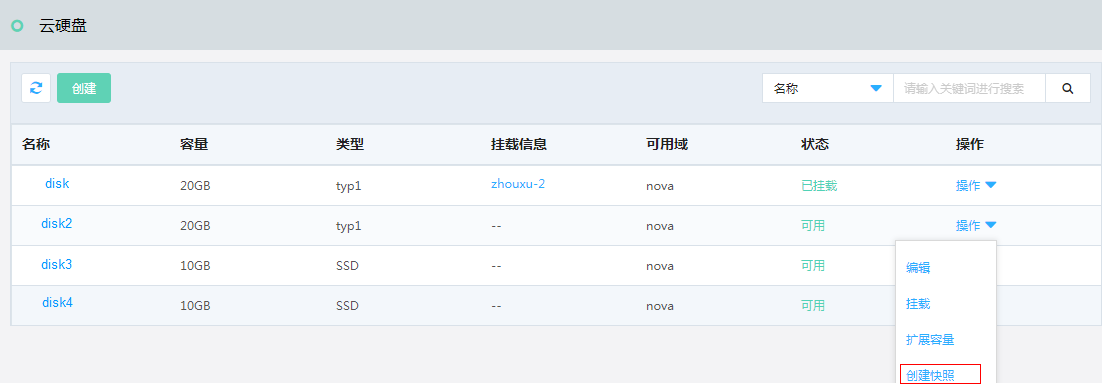 云硬盘
创建 名称 请输入关键词进行搜索
名称 容量 类型 挂载信息 可用域 状态 操作
disk 20GB typ1 zhouxu-2 nova 已挂载 操作
disk2 20GB typ1 -- nova 可用 操作
disk3 10GB SSD -- nova 可用
disk4 10GB SSD -- nova 可用
编辑
挂载
扩展容量
创建快照